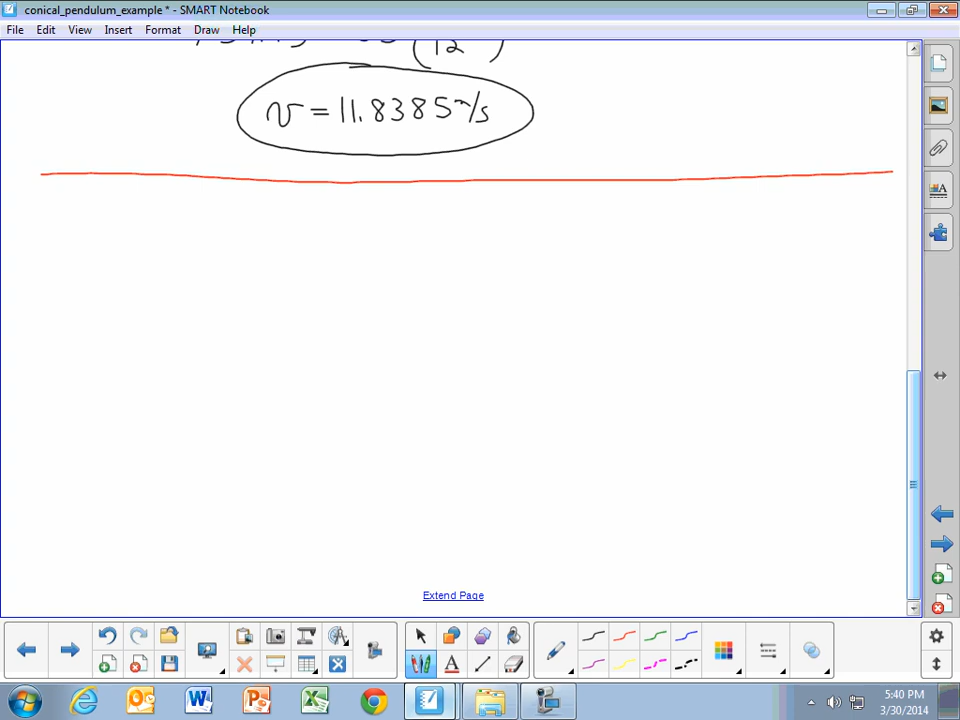 conical_pendulum_example * - SMART Notebook
File Edit View Insert Format Draw Help
(12)
v = 11.8385 m/s
Extend Page
5:40 PM
3/30/2014